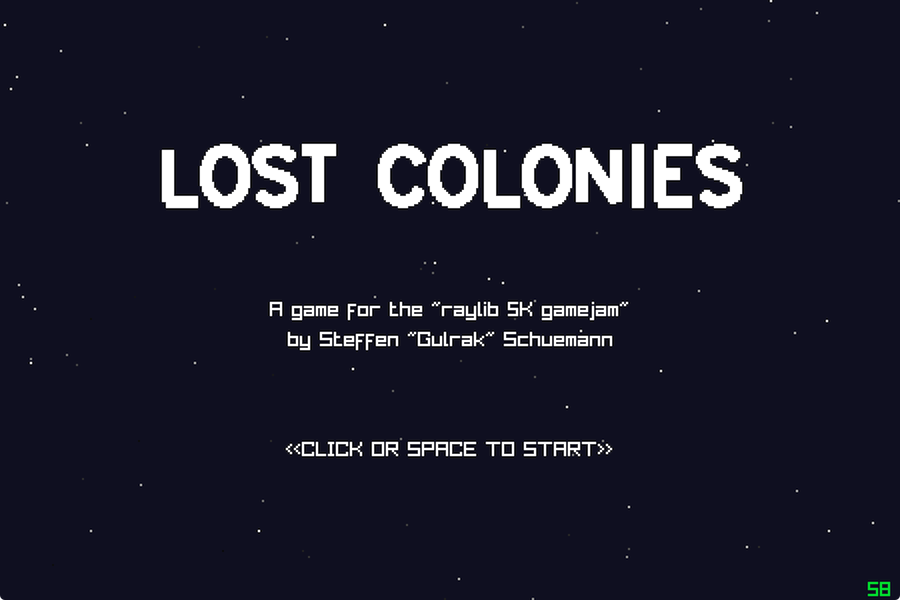 LOST COLONIES
A game for the "raylib 5K gamejam"
by Steffen "Gulrak" Schuemann
<<CLICK OR SPACE TO START>>
58